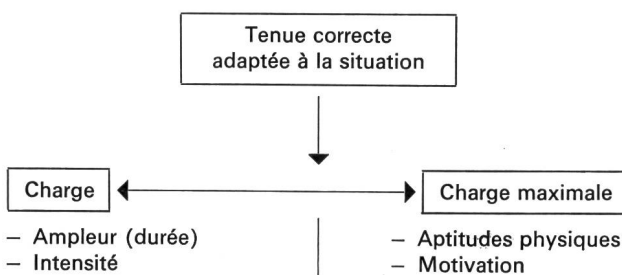 Tenue correcte
adaptée à la situation
Charge
Charge maximale
– Ampleur (durée)
– Intensité
– Aptitudes physiques
– Motivation